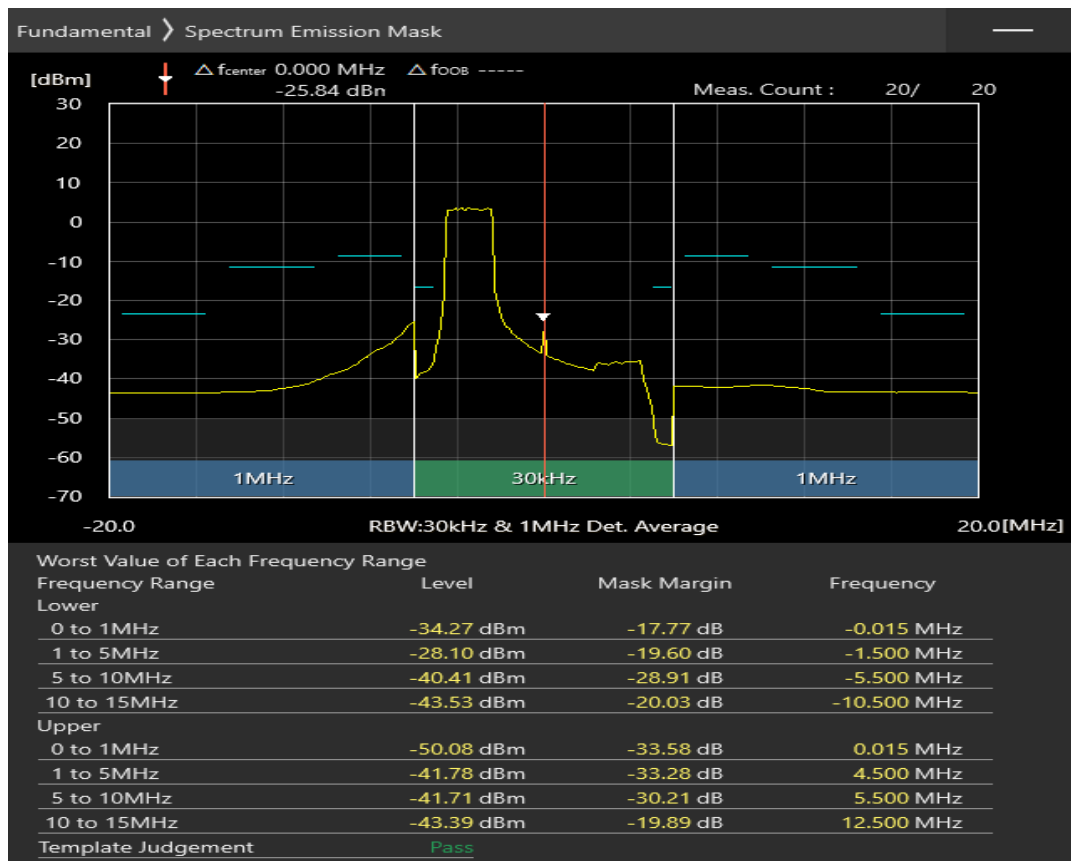 Fundamental ❯ Spectrum Emission Mask
[dBm] △ fcenter 0.000 MHz △ fOOB -----
-25.84 dBm Meas. Count : 20/ 20
30
20
10
0
-10
-20
-30
-40
-50
-60
-70
1MHz 30kHz 1MHz
-20.0 RBW:30kHz & 1MHz Det. Average 20.0[MHz]
Worst Value of Each Frequency Range
Frequency Range Level Mask Margin Frequency
Lower
0 to 1MHz -34.27 dBm -17.77 dB -0.015 MHz
1 to 5MHz -28.10 dBm -19.60 dB -1.500 MHz
5 to 10MHz -40.41 dBm -28.91 dB -5.500 MHz
10 to 15MHz -43.53 dBm -20.03 dB -10.500 MHz
Upper
0 to 1MHz -50.08 dBm -33.58 dB 0.015 MHz
1 to 5MHz -41.78 dBm -33.28 dB 4.500 MHz
5 to 10MHz -41.71 dBm -30.21 dB 5.500 MHz
10 to 15MHz -43.39 dBm -19.89 dB 12.500 MHz
Template Judgement Pass